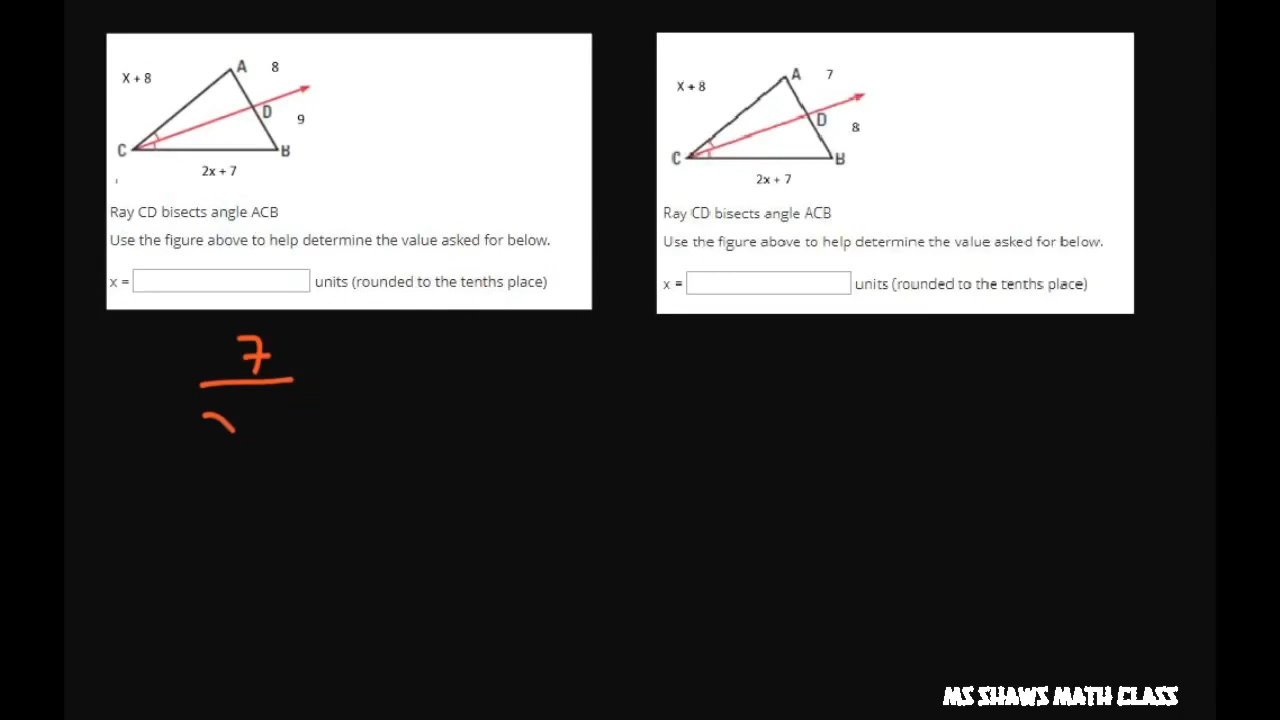 X + 8
A
8
D
9
C
B
2x + 7
Ray CD bisects angle ACB
Use the figure above to help determine the value asked for below.
x = units (rounded to the tenths place)
7
X + 8
A
7
D
8
C
B
2x + 7
Ray CD bisects angle ACB
Use the figure above to help determine the value asked for below.
x = units (rounded to the tenths place)
MS SHAWS MATH CLASS